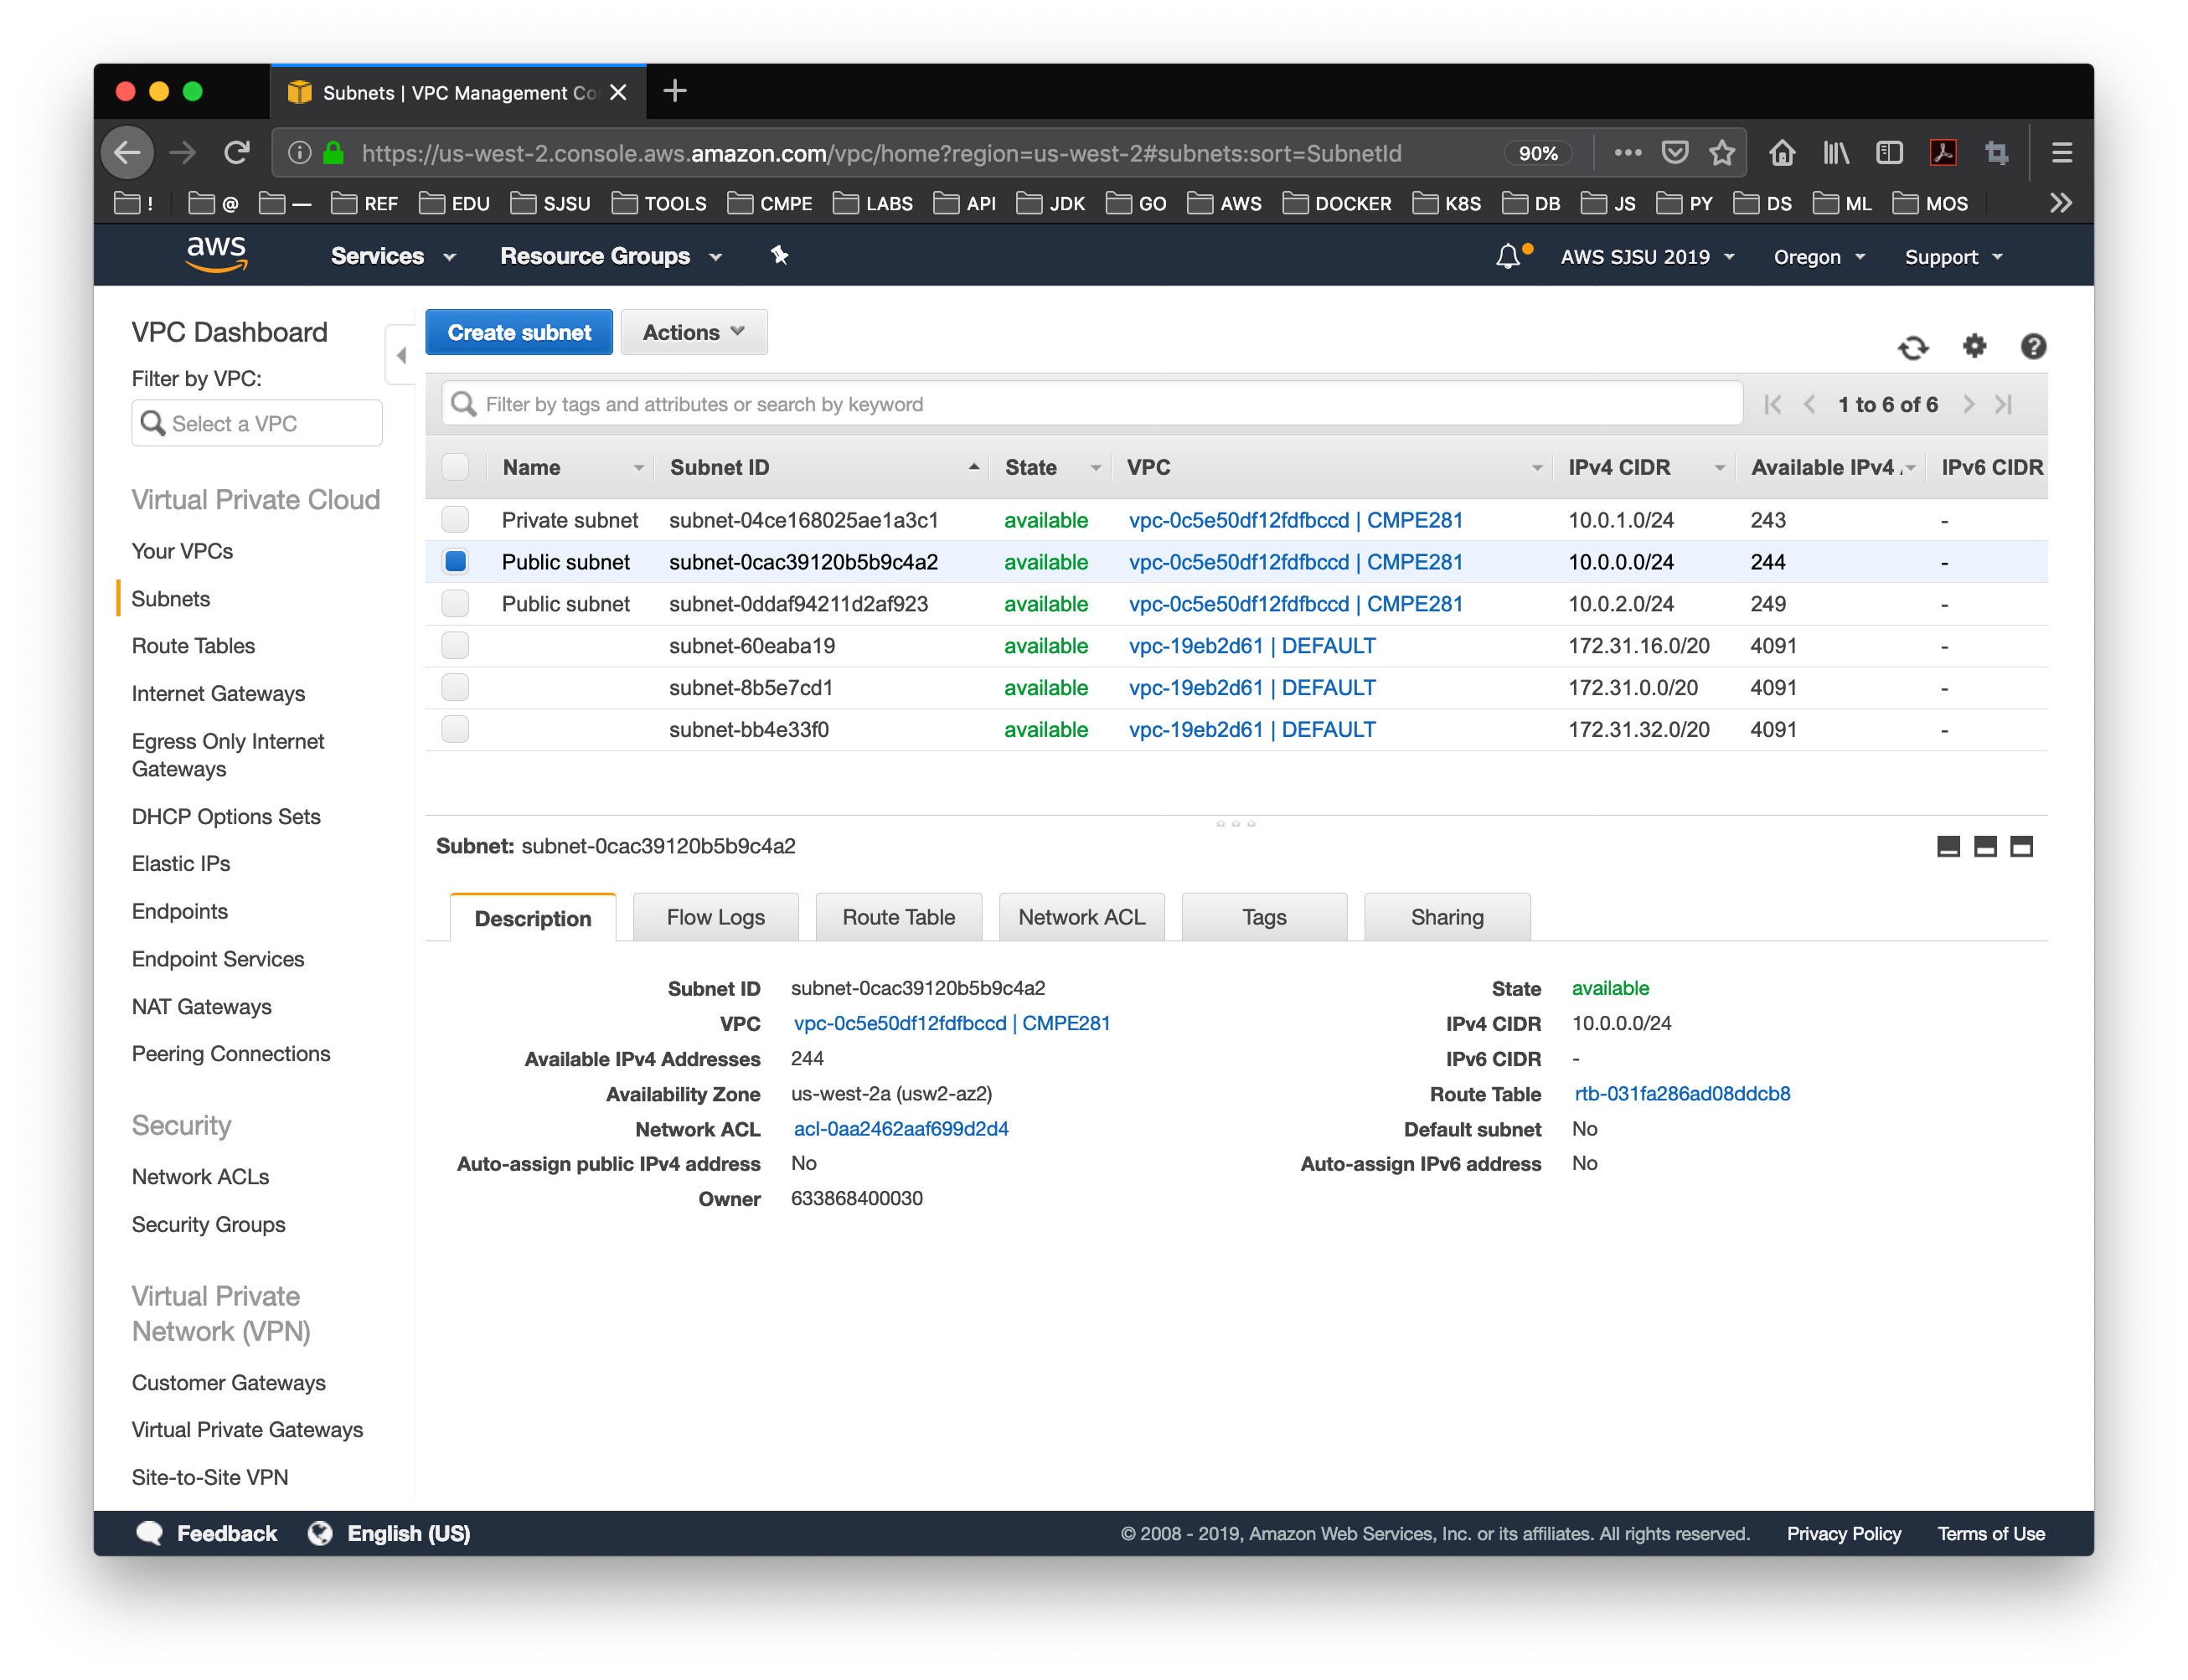 Subnets | VPC Management Co
https://us-west-2.console.aws.amazon.com/vpc/home?region=us-west-2#subnets:sort=SubnetId 90%
! @ — REF EDU SJSU TOOLS CMPE LABS API JDK GO AWS DOCKER K8S DB JS PY DS ML MOS
aws Services Resource Groups AWS SJSU 2019 Oregon Support
VPC Dashboard
Filter by VPC:
Select a VPC
Virtual Private Cloud
Your VPCs
Subnets
Route Tables
Internet Gateways
Egress Only Internet
Gateways
DHCP Options Sets
Elastic IPs
Endpoints
Endpoint Services
NAT Gateways
Peering Connections
Security
Network ACLs
Security Groups
Virtual Private
Network (VPN)
Customer Gateways
Virtual Private Gateways
Site-to-Site VPN
Create subnet Actions
Filter by tags and attributes or search by keyword 1 to 6 of 6
Name Subnet ID State VPC IPv4 CIDR Available IPv4 IPv6 CIDR
Private subnet subnet-04ce168025ae1a3c1 available vpc-0c5e50df12fdfbccd | CMPE281 10.0.1.0/24 243 -
Public subnet subnet-0cac39120b5b9c4a2 available vpc-0c5e50df12fdfbccd | CMPE281 10.0.0.0/24 244 -
Public subnet subnet-0ddaf94211d2af923 available vpc-0c5e50df12fdfbccd | CMPE281 10.0.2.0/24 249 -
subnet-60eaba19 available vpc-19eb2d61 | DEFAULT 172.31.16.0/20 4091 -
subnet-8b5e7cd1 available vpc-19eb2d61 | DEFAULT 172.31.0.0/20 4091 -
subnet-bb4e33f0 available vpc-19eb2d61 | DEFAULT 172.31.32.0/20 4091 -
Subnet: subnet-0cac39120b5b9c4a2
Description Flow Logs Route Table Network ACL Tags Sharing
Subnet ID subnet-0cac39120b5b9c4a2 State available
VPC vpc-0c5e50df12fdfbccd | CMPE281 IPv4 CIDR 10.0.0.0/24
Available IPv4 Addresses 244 IPv6 CIDR -
Availability Zone us-west-2a (usw2-az2) Route Table rtb-031fa286ad08ddcb8
Network ACL acl-0aa2462aaf699d2d4 Default subnet No
Auto-assign public IPv4 address No Auto-assign IPv6 address No
Owner 633868400030
Feedback English (US) © 2008 - 2019, Amazon Web Services, Inc. or its affiliates. All rights reserved. Privacy Policy Terms of Use